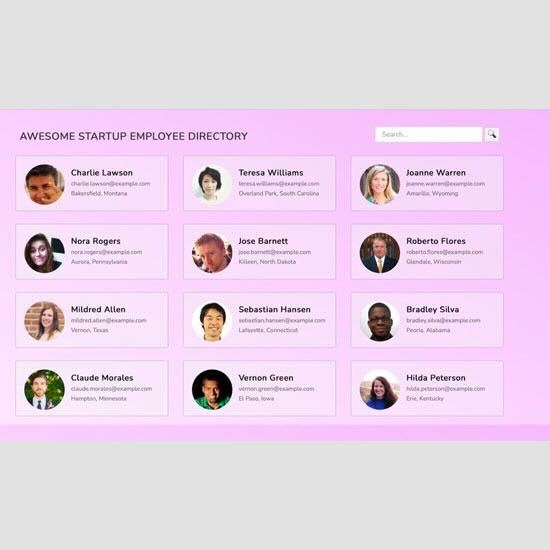 AWESOME STARTUP EMPLOYEE DIRECTORY
Search...
Charlie Lawson
charlie.lawson@example.com
Bakersfield, Montana
Teresa Williams
teresa.williams@example.com
Overland Park, South Carolina
Joanne Warren
joanne.warren@example.com
Amarillo, Wyoming
Nora Rogers
nora.rogers@example.com
Aurora, Pennsylvania
Jose Barnett
jose.barnett@example.com
Killeen, North Dakota
Roberto Flores
roberto.flores@example.com
Glendale, Wisconsin
Mildred Allen
mildred.allen@example.com
Vernon, Texas
Sebastian Hansen
sebastian.hansen@example.com
Lafayette, Connecticut
Bradley Silva
bradley.silva@example.com
Peoria, Alabama
Claude Morales
claude.morales@example.com
Hampton, Minnesota
Vernon Green
vernon.green@example.com
El Paso, Iowa
Hilda Peterson
hilda.peterson@example.com
Erie, Kentucky